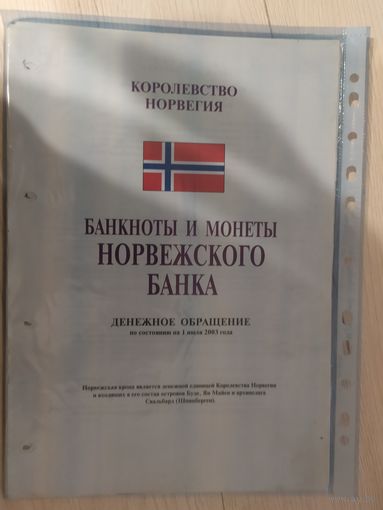 КОРОЛЕВСТВО
НОРВЕГИЯ
БАНКНОТЫ И МОНЕТЫ
НОРВЕЖСКОГО
БАНКА
ДЕНЕЖНОЕ ОБРАЩЕНИЕ
по состоянию на 1 июля 2003 года
Норвежская крона является денежной единицей Королевства Норвегия
и входящих в его состав островов Буве, Ян Майен и архипелага
Свальбард (Шпицберген).